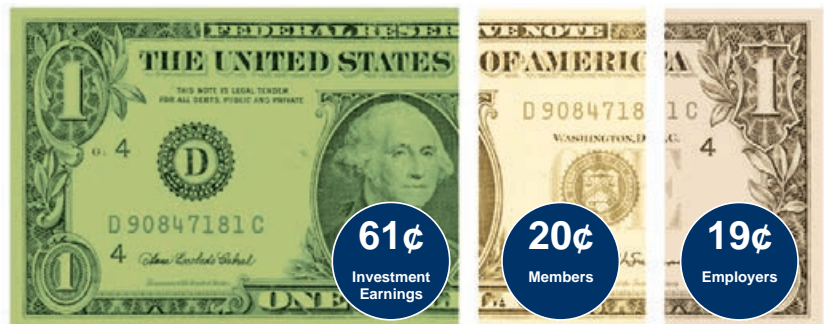 FEDERAL RESERVE NOTE
THE UNITED STATES OF AMERICA
THIS NOTE IS LEGAL TENDER
FOR ALL DEBTS, PUBLIC AND PRIVATE
D 90847181 C
WASHINGTON, D.C.
1
1
4
4
D
D 90847181 C
4
1
ONE
61¢
Investment
Earnings
20¢
Members
19¢
Employers